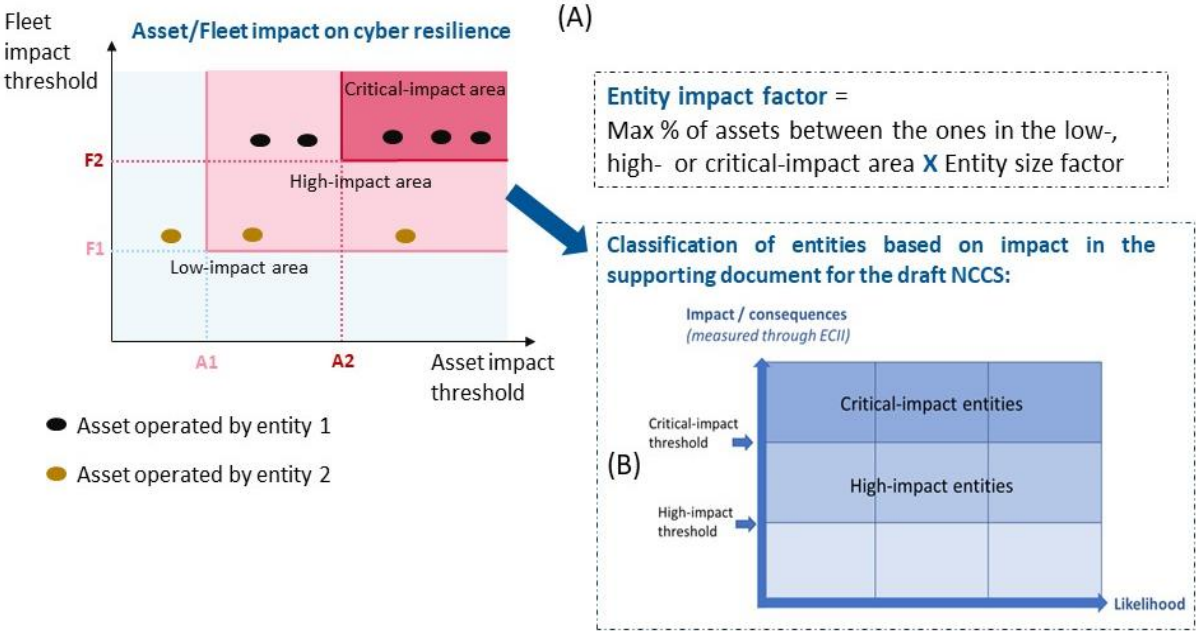 (A)
Fleet
impact
threshold
Asset/Fleet impact on cyber resilience
Critical-impact area
F2
High-impact area
F1
Low-impact area
A1
A2
Asset impact
threshold
Asset operated by entity 1
Asset operated by entity 2
Entity impact factor =
Max % of assets between the ones in the low-,
high- or critical-impact area X Entity size factor
Classification of entities based on impact in the
supporting document for the draft NCCS:
Impact / consequences
(measured through ECII)
Critical-impact entities
Critical-impact
threshold
(B)
High-impact entities
High-impact
threshold
Likelihood